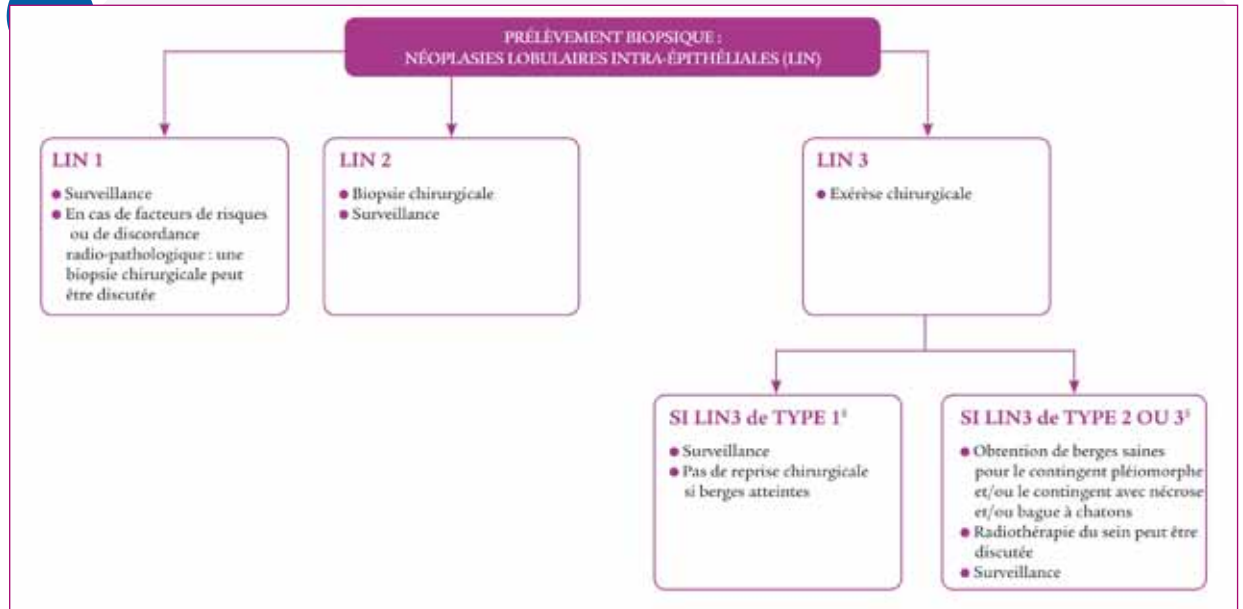 PRÉLÈVEMENT BIOPSIQUE :
NÉOPLASIES LOBULAIRES INTRA-ÉPITHÉLIALES (LIN)
LIN 1
● Surveillance
● En cas de facteurs de risques
ou de discordance
radio-pathologique : une
biopsie chirurgicale peut
être discutée
LIN 2
● Biopsie chirurgicale
● Surveillance
LIN 3
● Exérèse chirurgicale
SI LIN3 de TYPE 1§
● Surveillance
● Pas de reprise chirurgicale
si berges atteintes
SI LIN3 de TYPE 2 OU 3§
● Obtention de berges saines
pour le contingent pléiomorphe
et/ou le contingent avec nécrose
et/ou bague à chatons
● Radiothérapie du sein peut être
discutée
● Surveillance